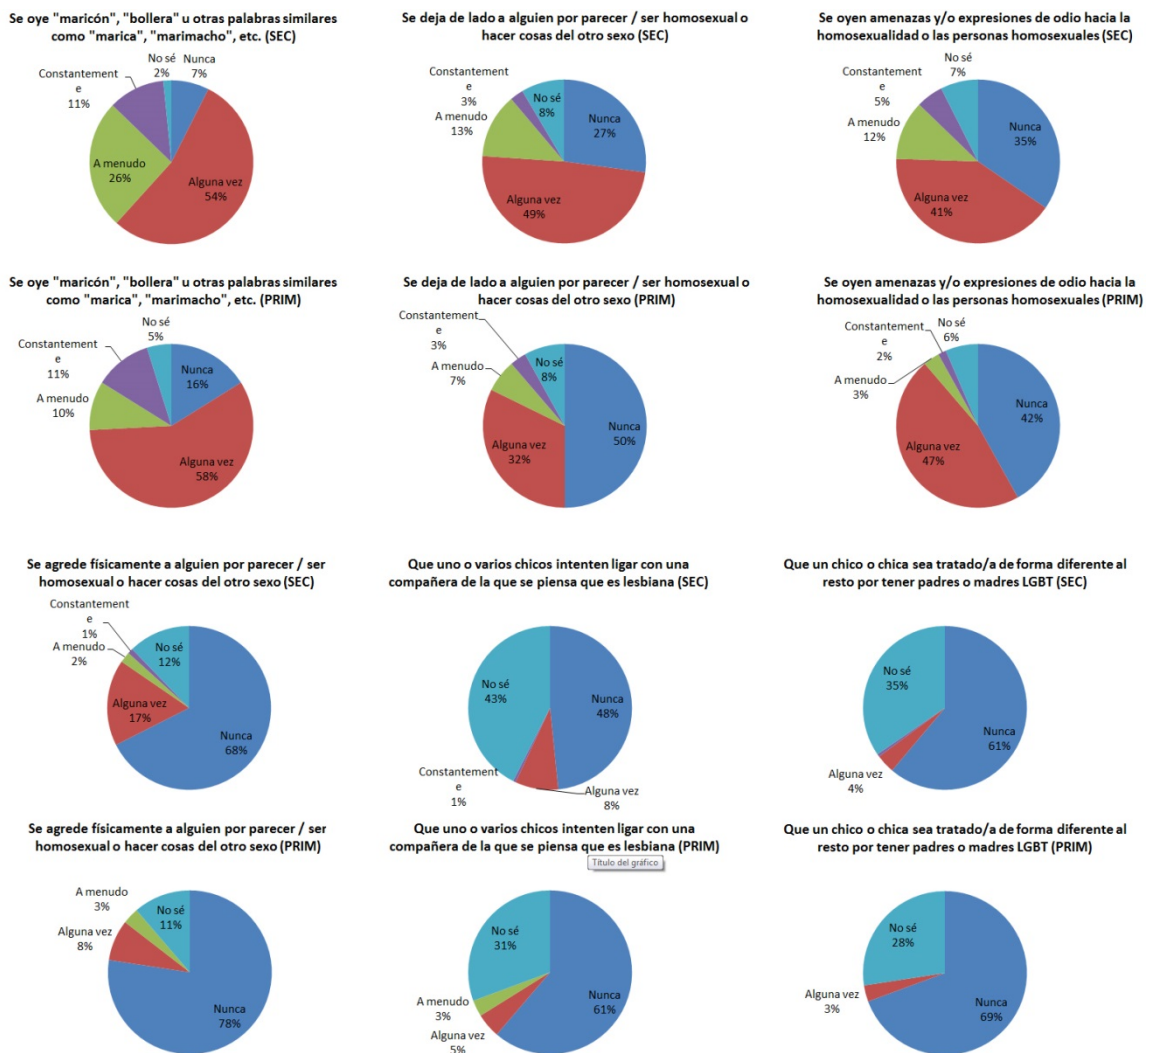 Se oye "maricón", "bollera" u otras palabras similares
como "marica", "marimacho", etc. (SEC)
No sé
2%
Nunca
7%
Constantement
e
11%
A menudo
26%
Alguna vez
54%
Se deja de lado a alguien por parecer / ser homosexual o
hacer cosas del otro sexo (SEC)
Constantement
e
3%
No sé
8%
A menudo
13%
Nunca
27%
Alguna vez
49%
Se oyen amenazas y/o expresiones de odio hacia la
homosexualidad o las personas homosexuales (SEC)
No sé
7%
Constantement
e
5%
A menudo
12%
Nunca
35%
Alguna vez
41%
Se oye "maricón", "bollera" u otras palabras similares
como "marica", "marimacho", etc. (PRIM)
No sé
5%
Constantement
e
11%
Nunca
16%
A menudo
10%
Alguna vez
58%
Se deja de lado a alguien por parecer / ser homosexual o
hacer cosas del otro sexo (PRIM)
Constantement
e
3%
No sé
8%
A menudo
7%
Nunca
50%
Alguna vez
32%
Se oyen amenazas y/o expresiones de odio hacia la
homosexualidad o las personas homosexuales (PRIM)
Constantement
e
2%
No sé
6%
A menudo
3%
Nunca
42%
Alguna vez
47%
Se agrede físicamente a alguien por parecer / ser
homosexual o hacer cosas del otro sexo (SEC)
Constantement
e
1%
A menudo
2%
No sé
12%
Alguna vez
17%
Nunca
68%
Que uno o varios chicos intenten ligar con una
compañera de la que se piensa que es lesbiana (SEC)
No sé
43%
Nunca
48%
Constantement
e
1%
Alguna vez
8%
Que un chico o chica sea tratado/a de forma diferente al
resto por tener padres o madres LGBT (SEC)
No sé
35%
Nunca
61%
Alguna vez
4%
Se agrede físicamente a alguien por parecer / ser
homosexual o hacer cosas del otro sexo (PRIM)
A menudo
3%
No sé
11%
Alguna vez
8%
Nunca
78%
Que uno o varios chicos intenten ligar con una
compañera de la que se piensa que es lesbiana (PRIM)
Título del gráfico
No sé
31%
A menudo
3%
Nunca
61%
Alguna vez
5%
Que un chico o chica sea tratado/a de forma diferente al
resto por tener padres o madres LGBT (PRIM)
No sé
28%
Alguna vez
3%
Nunca
69%